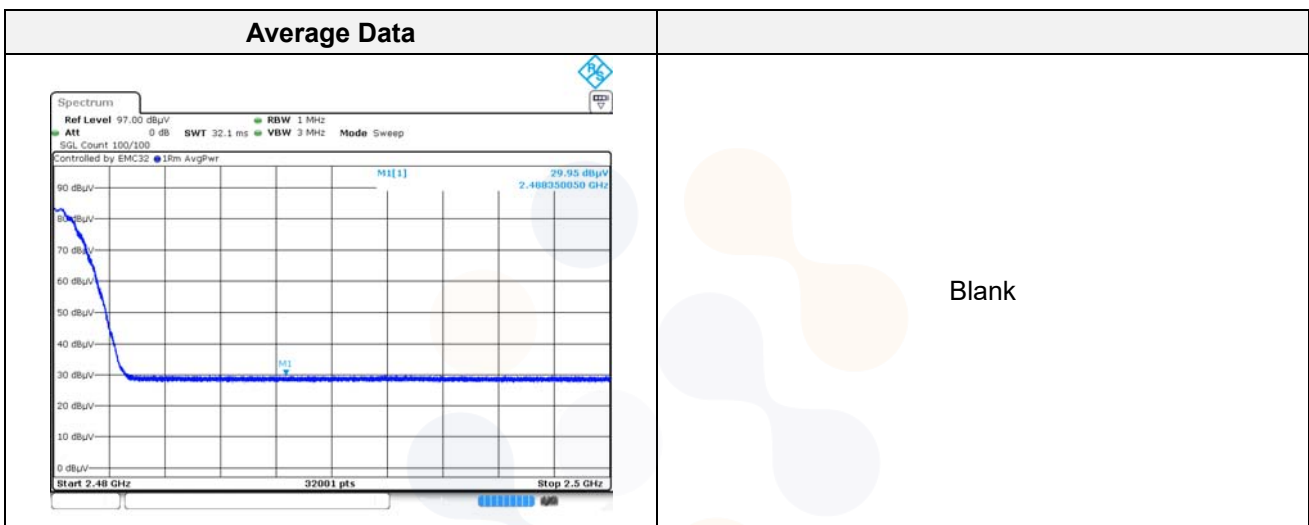 Average Data
R S
Spectrum
Ref Level 97.00 dBµV RBW 1 MHz
Att 0 dB SWT 32.1 ms VBW 3 MHz Mode Sweep
SGL Count 100/100
Controlled by EMC32 1Rm AvgPwr
M1[1] 29.95 dBµV
2.488350050 GHz
90 dBµV
80 dBµV
70 dBµV
60 dBµV
50 dBµV
40 dBµV
M1
30 dBµV
20 dBµV
10 dBµV
0 dBµV
Start 2.48 GHz 32001 pts Stop 2.5 GHz
Blank